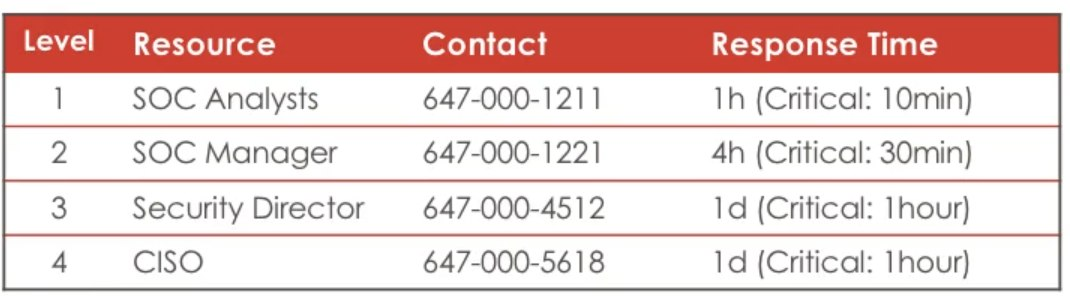 Level Resource Contact Response Time
1 SOC Analysts 647-000-1211 1h (Critical: 10min)
2 SOC Manager 647-000-1221 4h (Critical: 30min)
3 Security Director 647-000-4512 1d (Critical: 1hour)
4 CISO 647-000-5618 1d (Critical: 1hour)